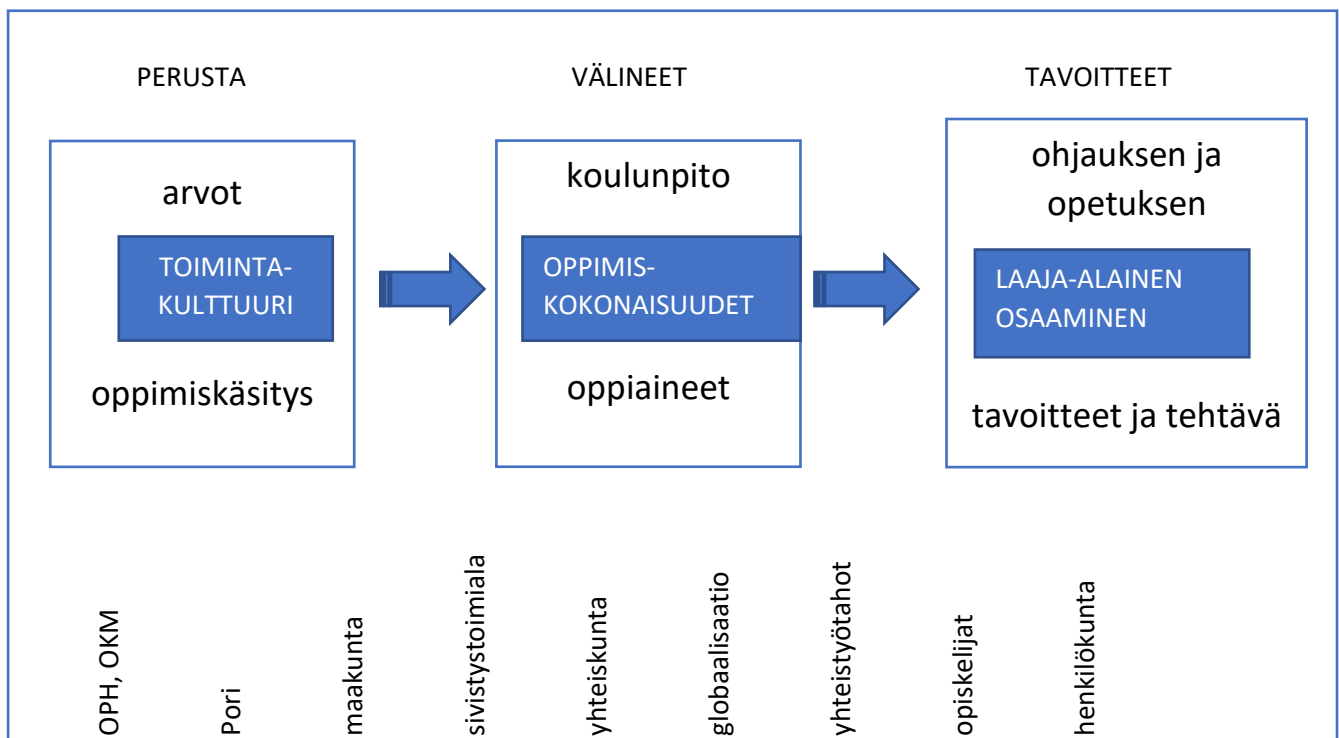 PERUSTA
VÄLINEET
TAVOITTEET
arvot
TOIMINTA-
KULTTUURI
oppimiskäsitys
koulunpito
OPPIMIS-
KOKONAISUUDET
oppiaineet
ohjauksen ja
opetuksen
LAAJA-ALAINEN
OSAAMINEN
tavoitteet ja tehtävä
OPH, OKM
Pori
maakunta
sivistystoimiala
yhteiskunta
globaalisaatio
yhteistyötahot
opiskelijat
henkilökunta